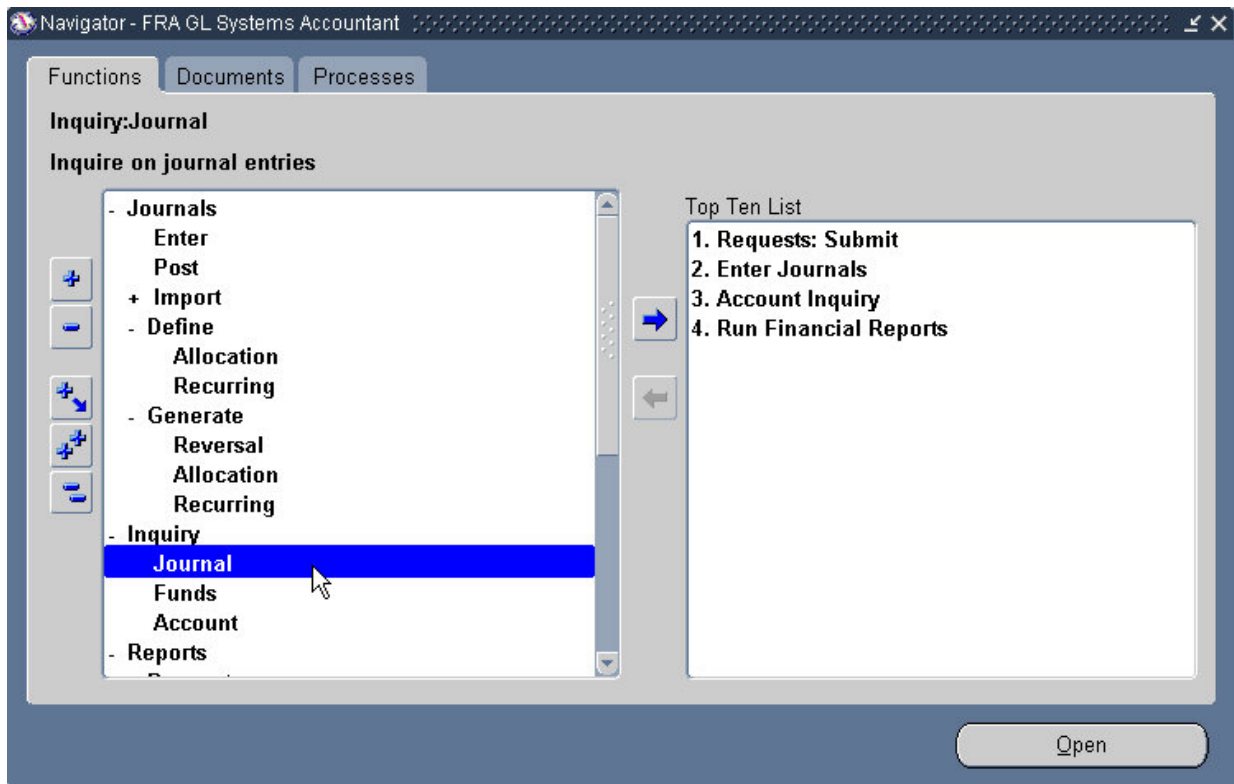 Navigator - FRA GL Systems Accountant
Functions Documents Processes
Inquiry:Journal
Inquire on journal entries
- Journals
Enter
Post
+ Import
- Define
Allocation
Recurring
- Generate
Reversal
Allocation
Recurring
- Inquiry
Journal
Funds
Account
- Reports
Top Ten List
1. Requests: Submit
2. Enter Journals
3. Account Inquiry
4. Run Financial Reports
Open